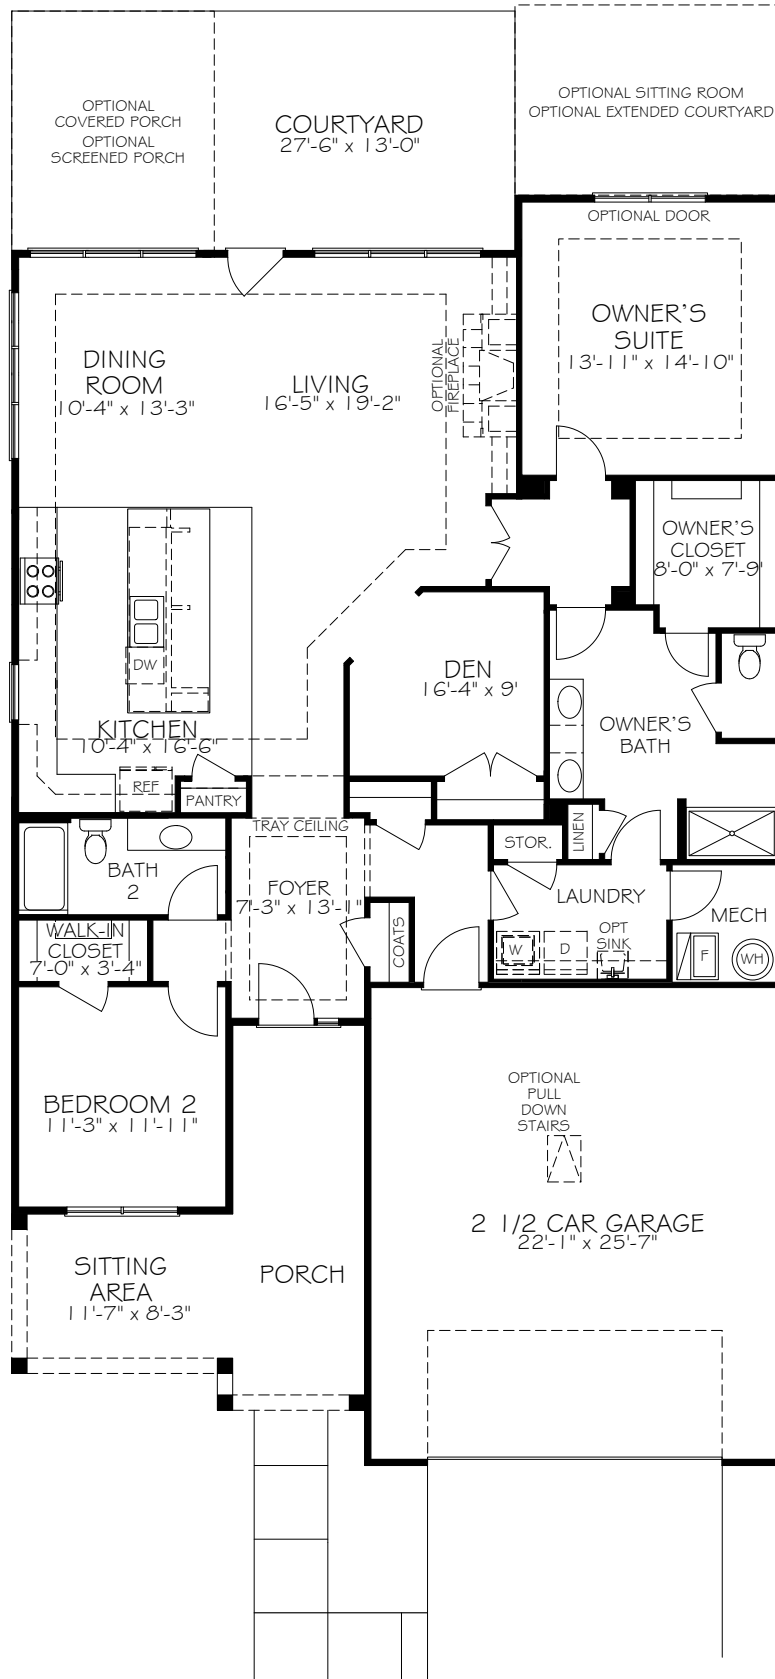 OPTIONAL
COVERED PORCH
OPTIONAL
SCREENED PORCH
COURTYARD
27'-6" x 13'-0"
OPTIONAL SITTING ROOM
OPTIONAL EXTENDED COURTYARD
OPTIONAL DOOR
OWNER'S
SUITE
13'-11" x 14'-10"
DINING
ROOM
10'-4" x 13'-3"
LIVING
16'-5" x 19'-2"
OPTIONAL
FIREPLACE
OWNER'S
CLOSET
8'-0" x 7'-9"
DEN
16'-4" x 9'
DW
KITCHEN
10'-4" x 16'-6"
REF
PANTRY
OWNER'S
BATH
TRAY CEILING
BATH
2
FOYER
7'-3" x 13'-1"
STOR.
LINEN
LAUNDRY
OPT
SINK
W
D
MECH
F
WH
COATS
WALK-IN
CLOSET
7'-0" x 3'-4"
BEDROOM 2
11'-3" x 11'-11"
OPTIONAL
PULL
DOWN
STAIRS
2 1/2 CAR GARAGE
22'-1" x 25'-7"
SITTING
AREA
11'-7" x 8'-3"
PORCH